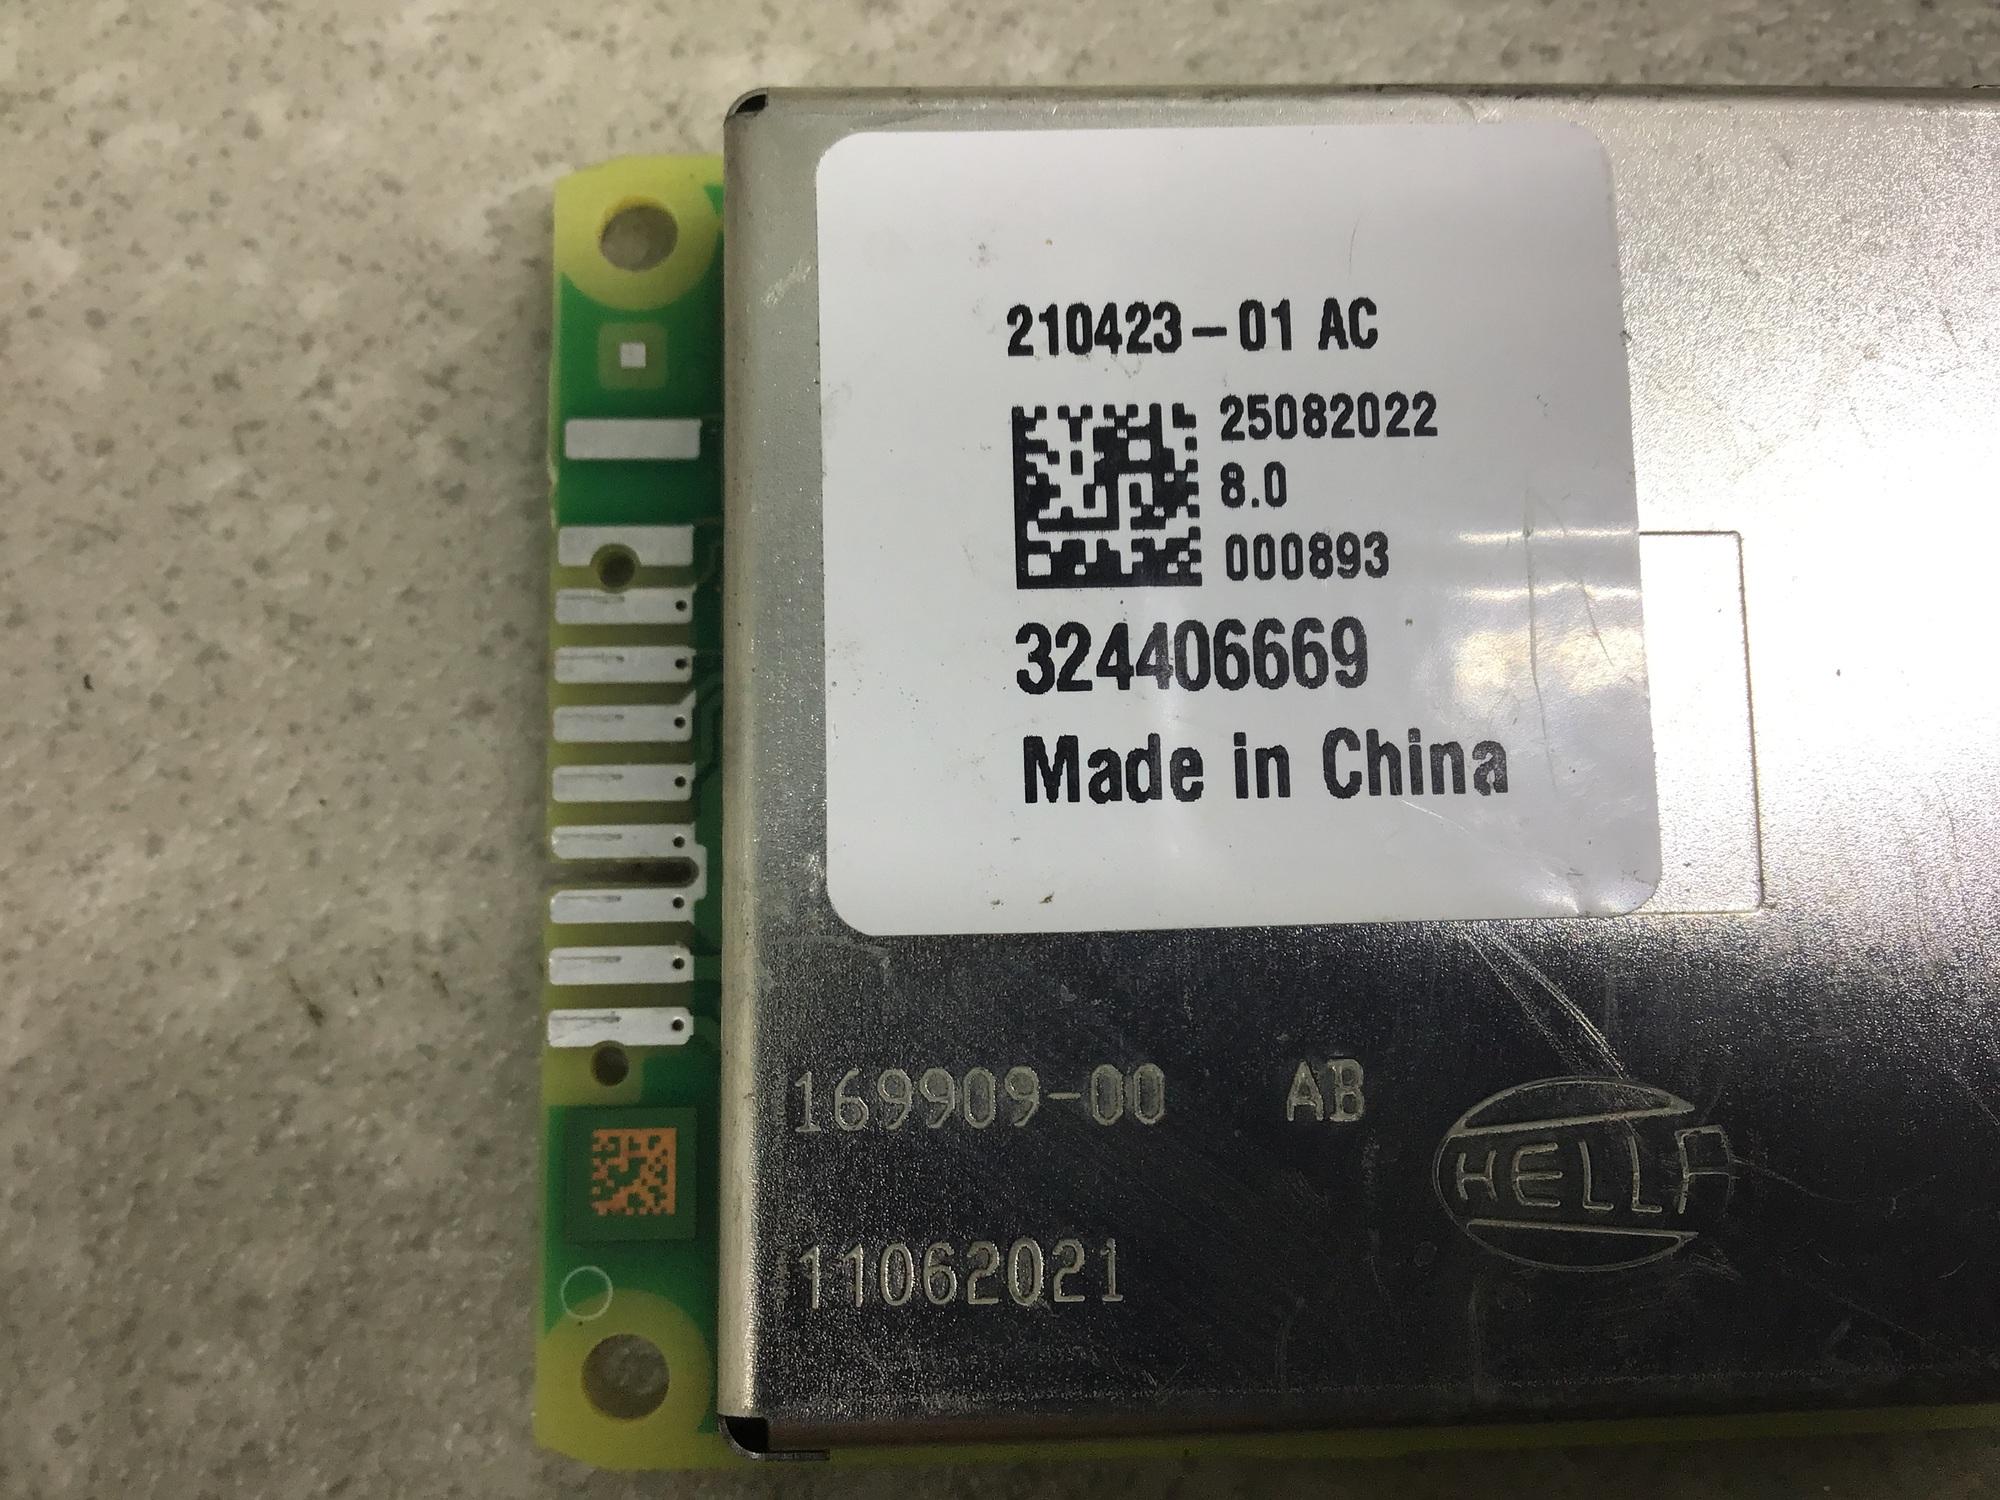 210423-01 AC
25082022
8.0
000893
324406669
Made in China
169909-00 AB
HELLA
11062021